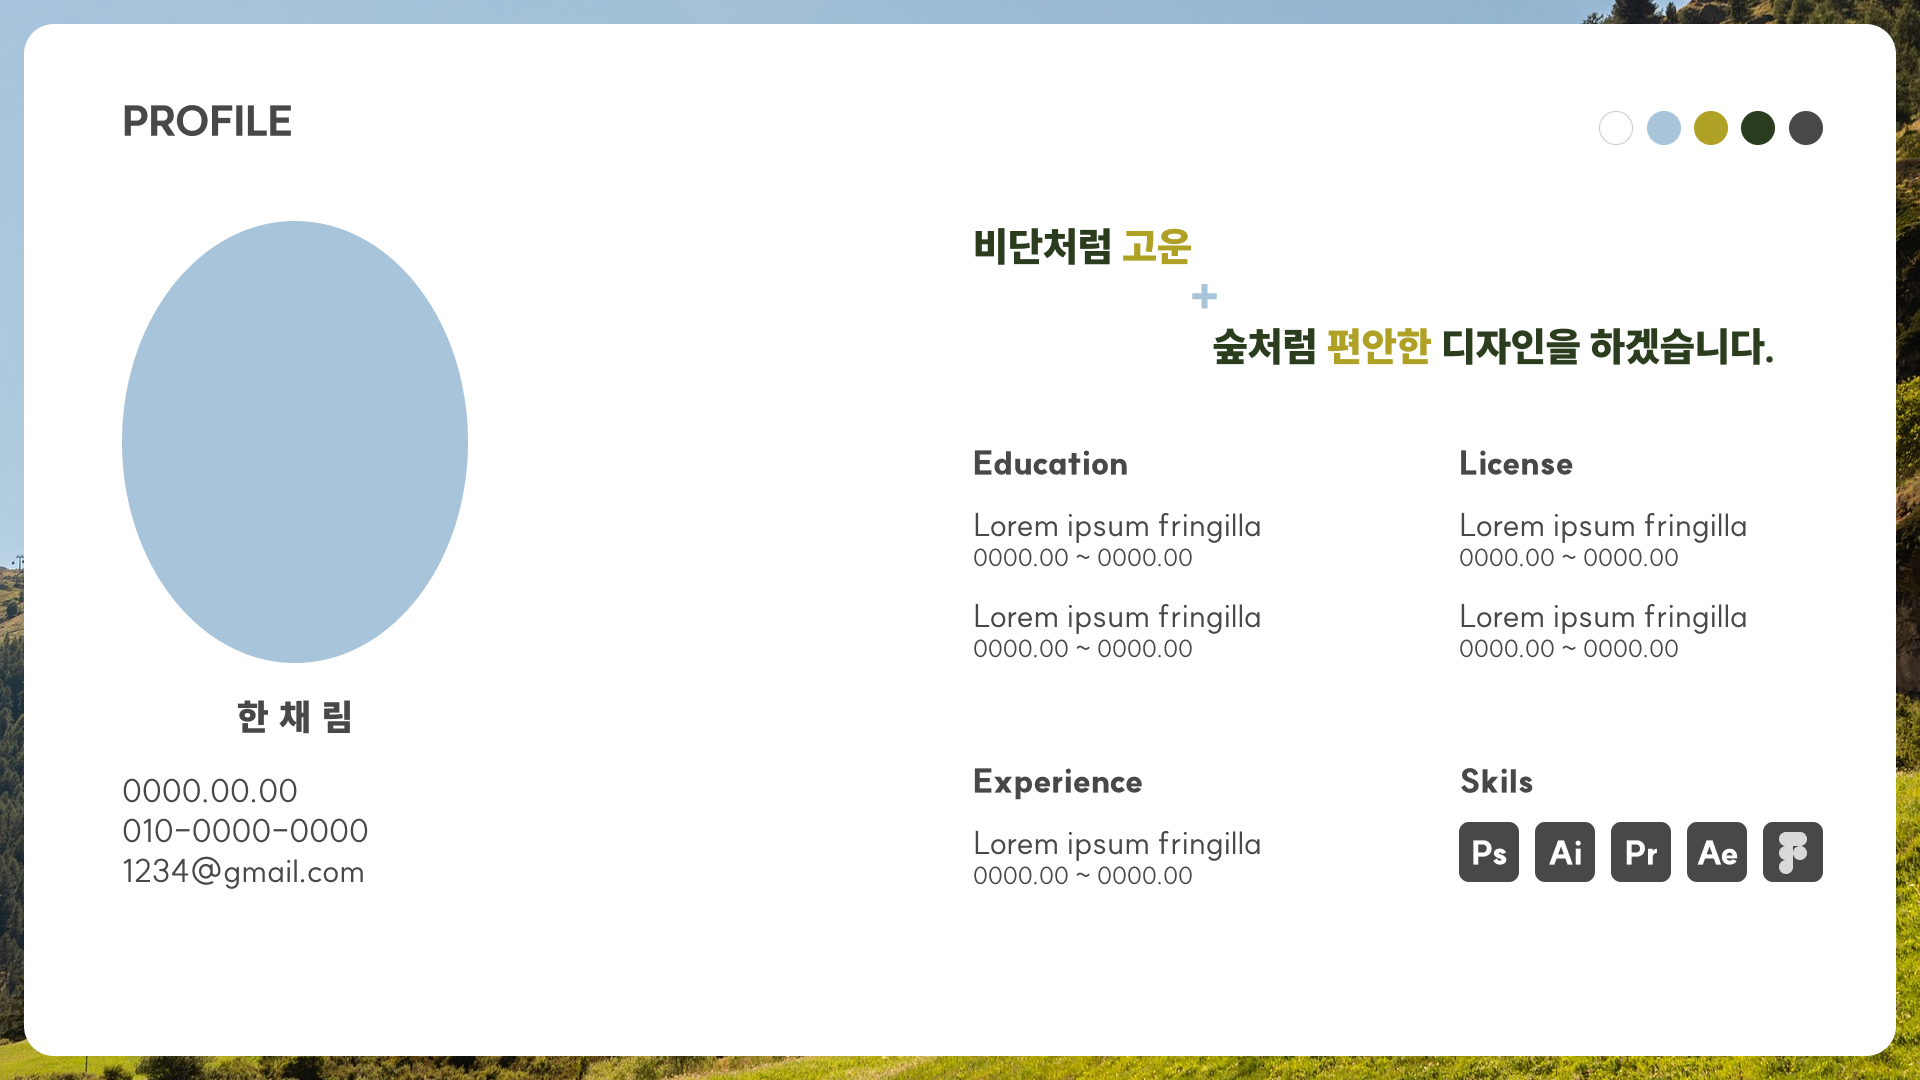 PROFILE
비단처럼 고운
+
숲처럼 편안한 디자인을 하겠습니다.
한 채 림
0000.00.00
010-0000-0000
1234@gmail.com
Education
Lorem ipsum fringilla
0000.00 ~ 0000.00
Lorem ipsum fringilla
0000.00 ~ 0000.00
License
Lorem ipsum fringilla
0000.00 ~ 0000.00
Lorem ipsum fringilla
0000.00 ~ 0000.00
Experience
Lorem ipsum fringilla
0000.00 ~ 0000.00
Skils
Ps Ai Pr Ae